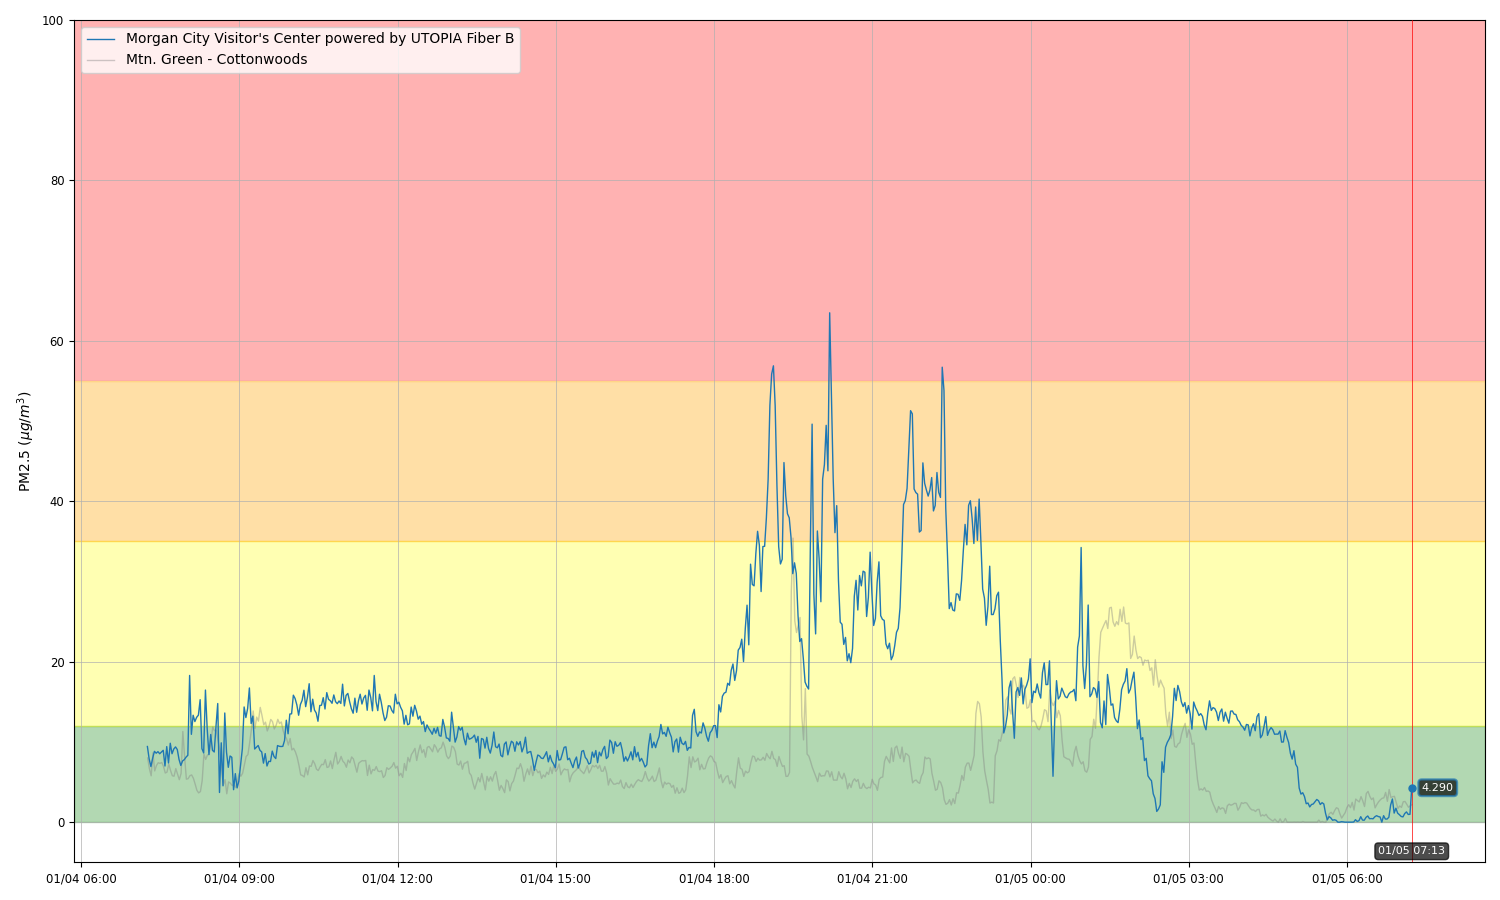 100
Morgan City Visitor's Center powered by UTOPIA Fiber B
Mtn. Green - Cottonwoods
80
60
PM2.5 (μg/m³)
40
20
4.290
0
01/05 07:13
01/04 06:00 01/04 09:00 01/04 12:00 01/04 15:00 01/04 18:00 01/04 21:00 01/05 00:00 01/05 03:00 01/05 06:00